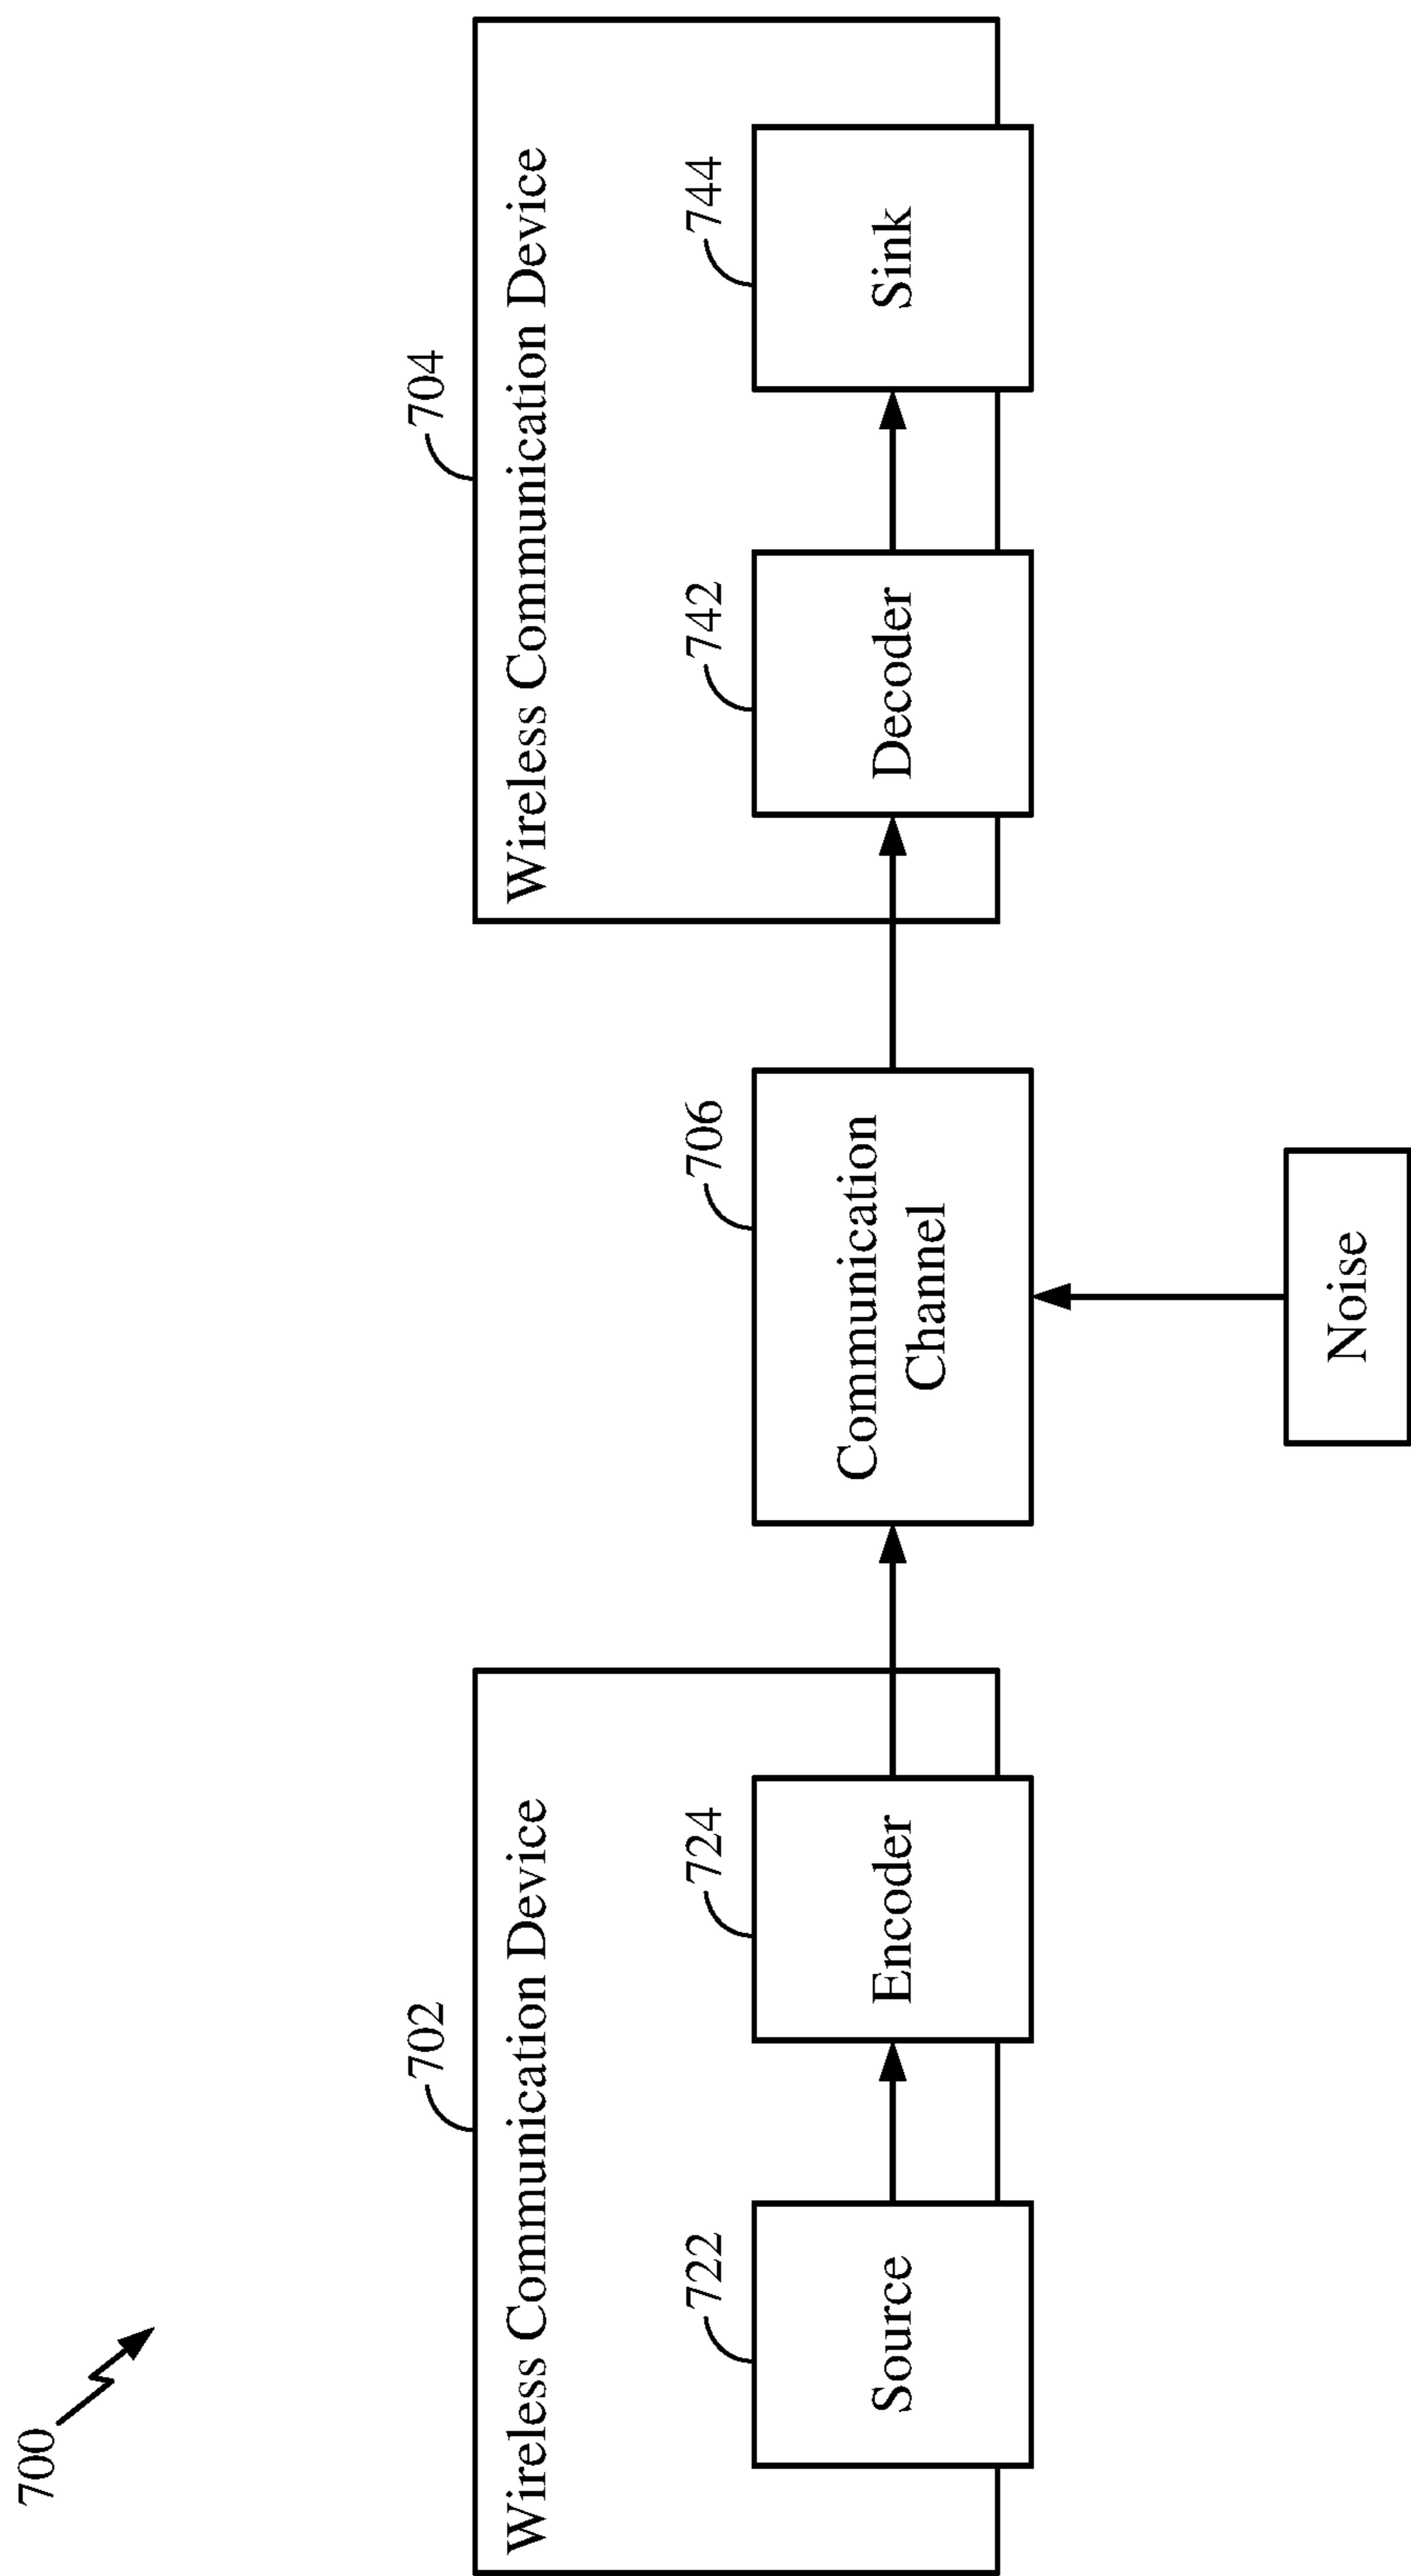 700
702
Wireless Communication Device
722
Source
724
Encoder
706
Communication
Channel
Noise
704
Wireless Communication Device
742
Decoder
744
Sink